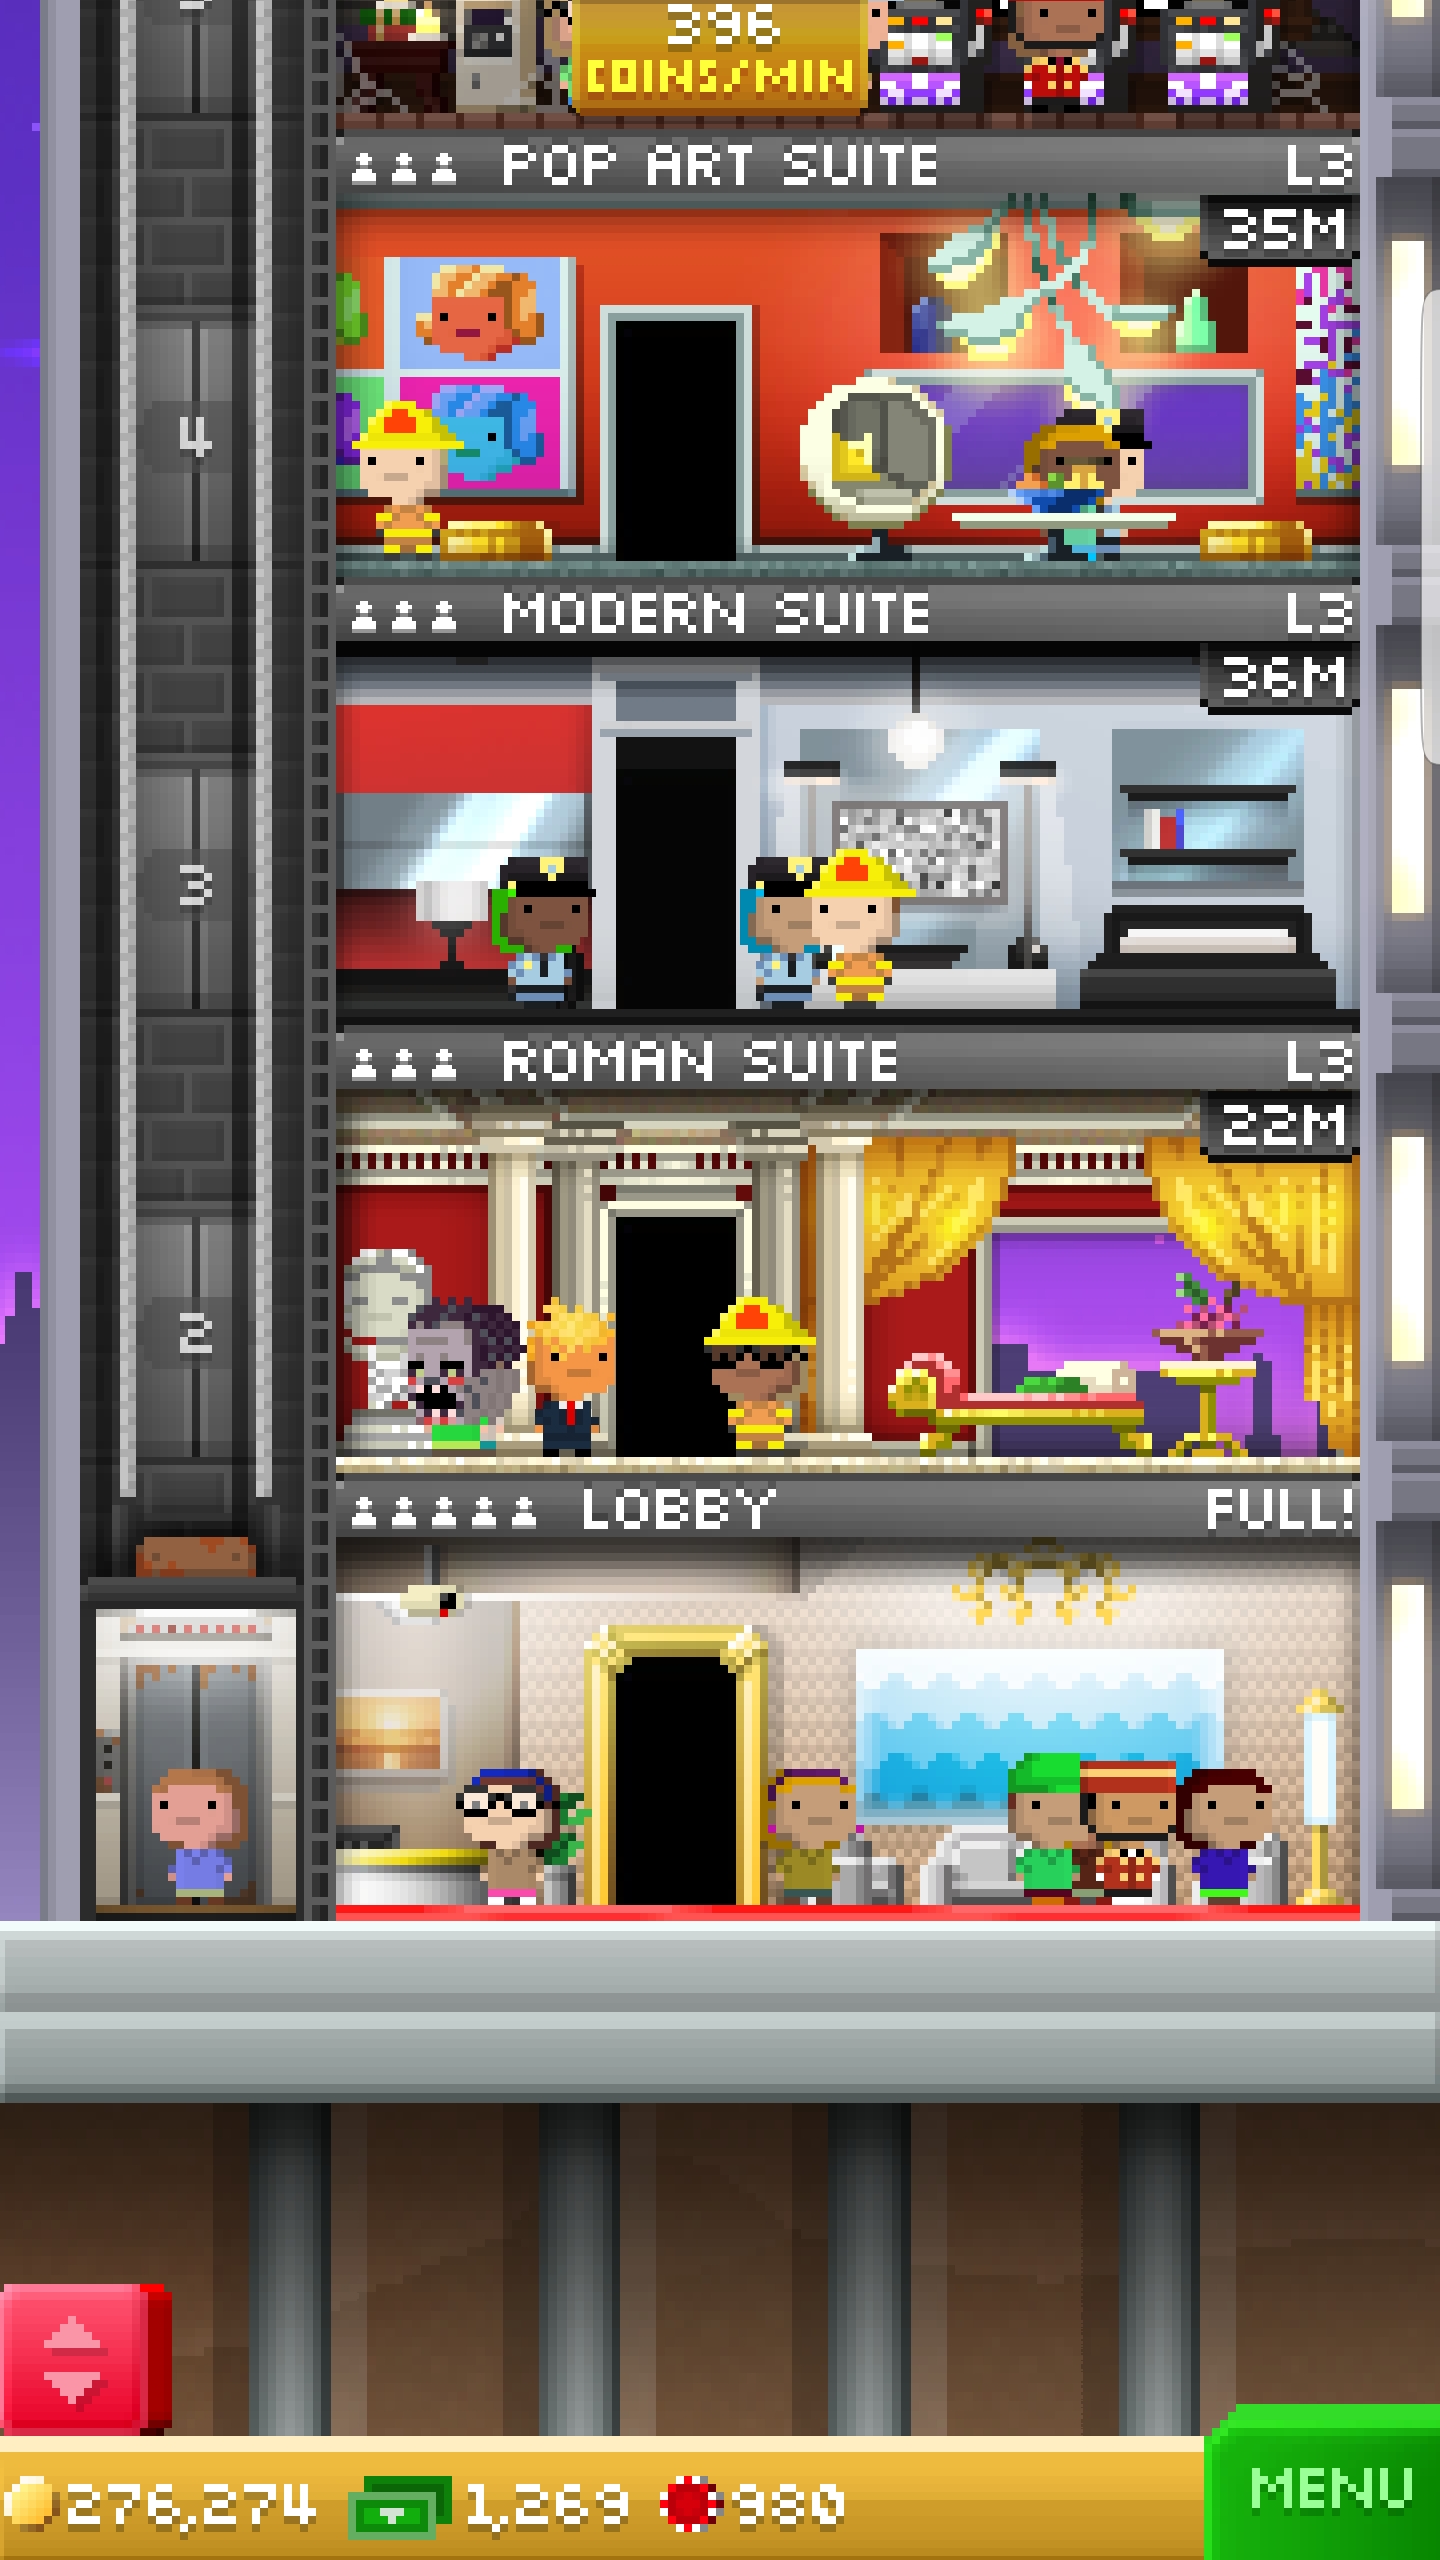 396
COINS/MIN
POP ART SUITE L3
35M
4
MODERN SUITE L3
36M
3
ROMAN SUITE L3
22M
2
LOBBY FULL!
276,274 1,269 980
MENU